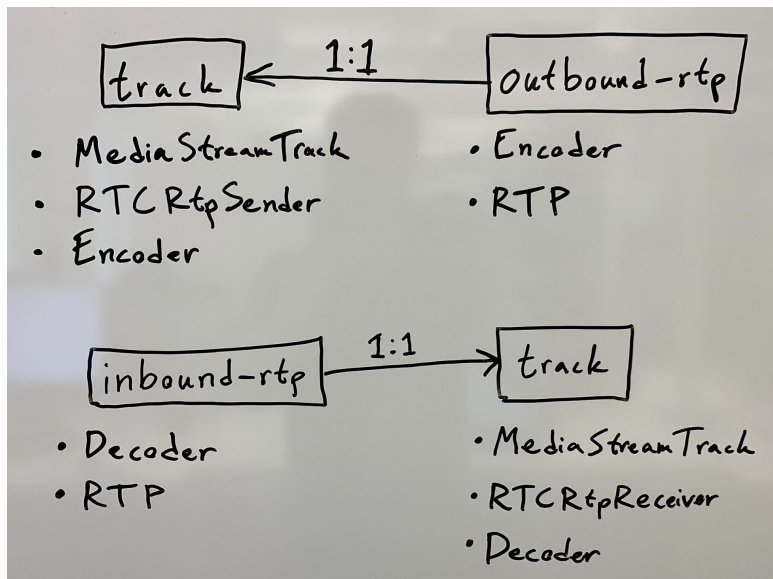 1:1
track
outbound-rtp
• MediaStreamTrack
• RTCRtpSender
• Encoder
• Encoder
• RTP
1:1
inbound-rtp
track
• Decoder
• RTP
• MediaStreamTrack
• RTCRtpReceiver
• Decoder